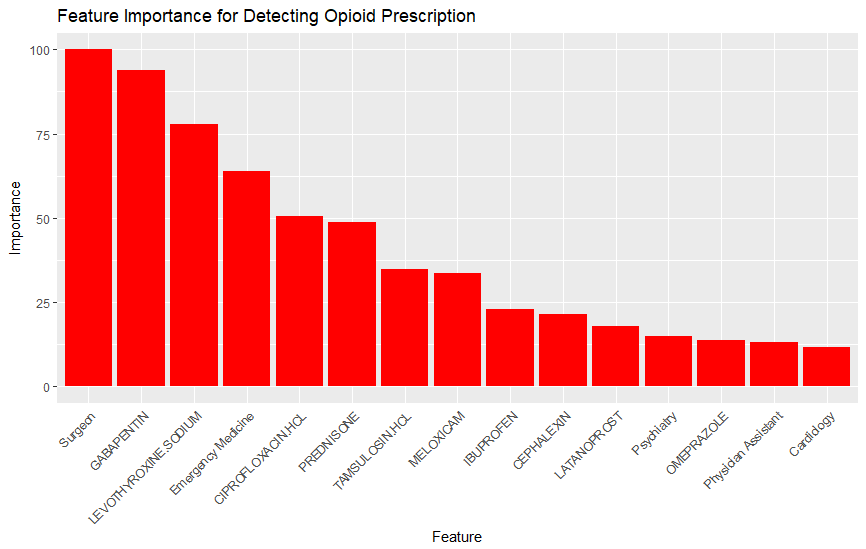 Feature Importance for Detecting Opioid Prescription
100
75
50
25
0
Importance
Surgeon
GABAPENTIN
LEVOTHYROXINE.SODIUM
Emergency Medicine
CIPROFLOXACIN.HCL
PREDNISONE
TAMSULOSIN.HCL
MELOXICAM
IBUPROFEN
CEPHALEXIN
LATANOPROST
Psychiatry
OMEPRAZOLE
Physician Assistant
Cardiology
Feature